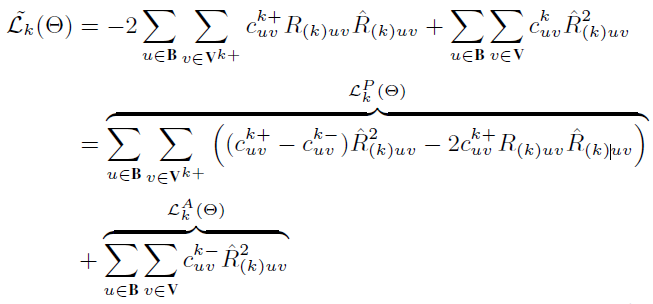 \tilde{\mathcal{L}}_k(\Theta) = -2 \sum_{u \in \mathbf{B}} \sum_{v \in \mathbf{V}^{k+}} c_{uv}^{k+} R_{(k)uv} \hat{R}_{(k)uv} + \sum_{u \in \mathbf{B}} \sum_{v \in \mathbf{V}} c_{uv}^{k} \hat{R}_{(k)uv}^2
= \overbrace{\sum_{u \in \mathbf{B}} \sum_{v \in \mathbf{V}^{k+}} \left( (c_{uv}^{k+} - c_{uv}^{k-}) \hat{R}_{(k)uv}^2 - 2 c_{uv}^{k+} R_{(k)uv} \hat{R}_{(k)uv} \right)}^{\mathcal{L}_k^P(\Theta)}
+ \overbrace{\sum_{u \in \mathbf{B}} \sum_{v \in \mathbf{V}} c_{uv}^{k-} \hat{R}_{(k)uv}^2}^{\mathcal{L}_k^A(\Theta)}